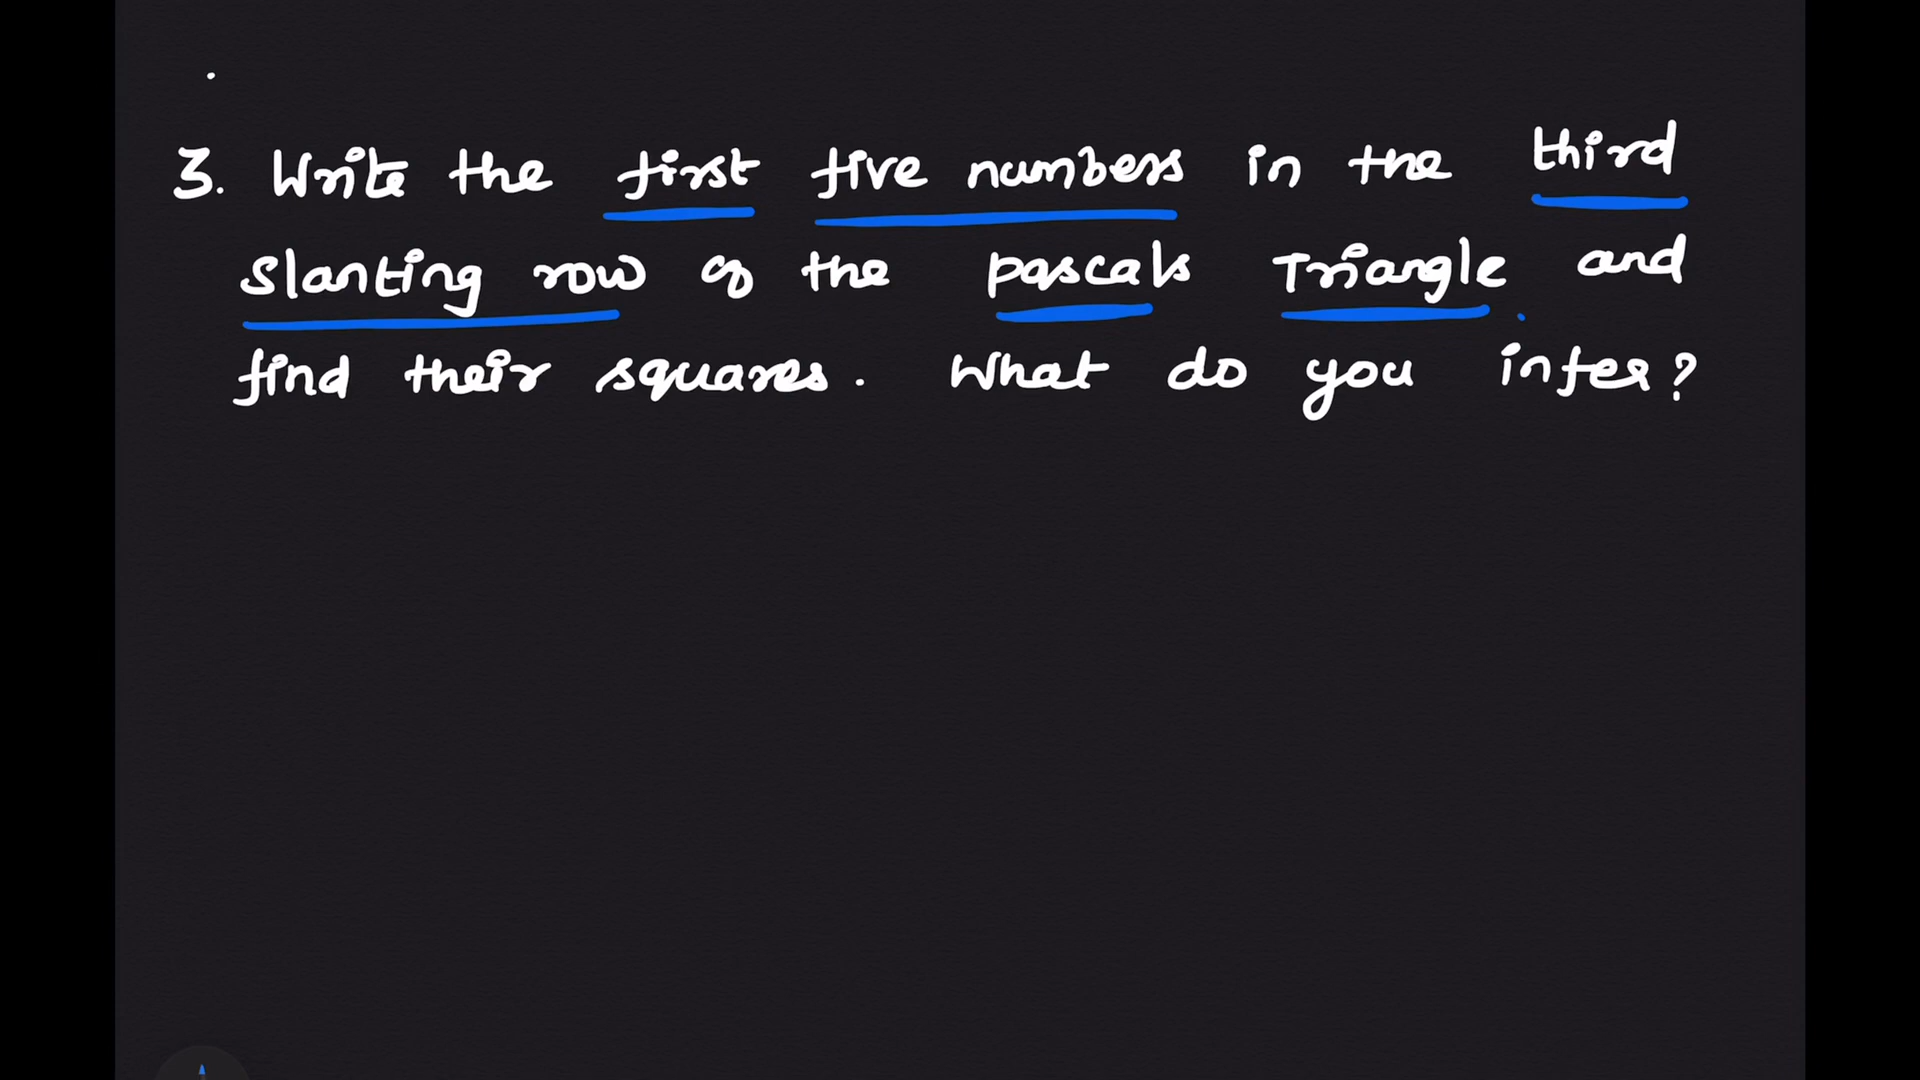 3. Write the first five numbers in the third
slanting row of the pascals Triangle and
find their squares. What do you infer?